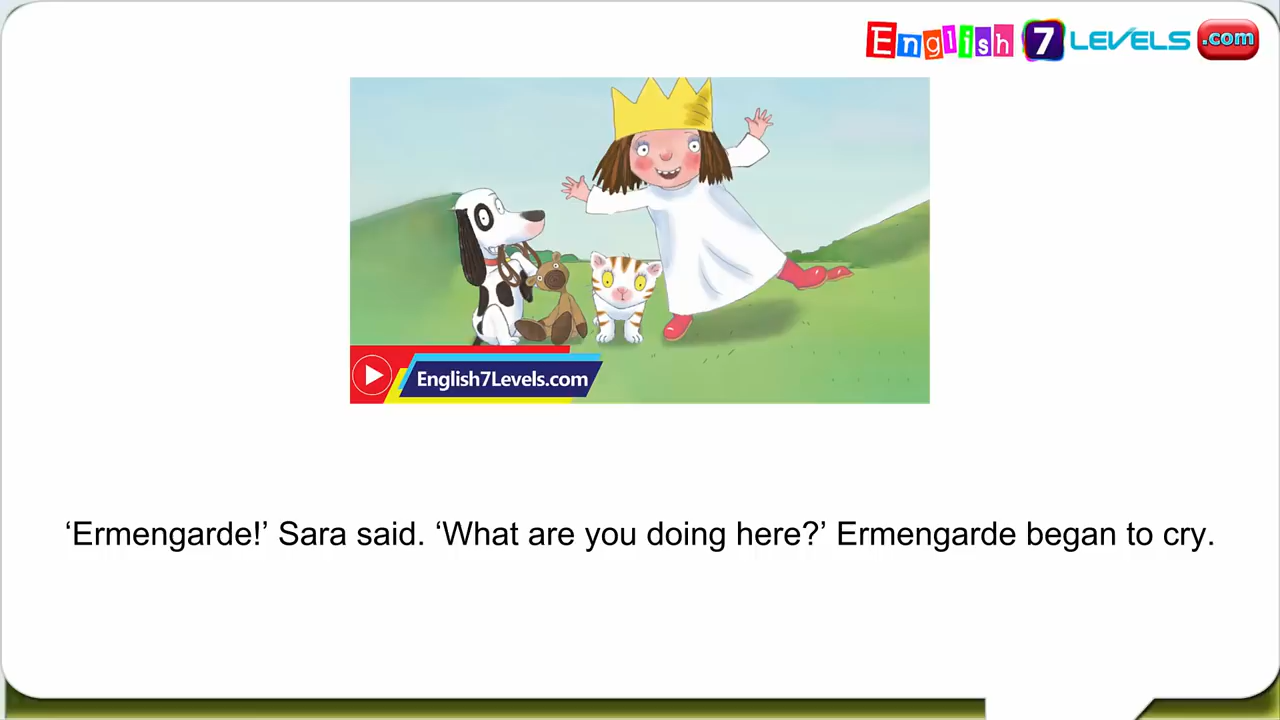 English 7 LEVELS .com
English7Levels.com
‘Ermengarde!’ Sara said. ‘What are you doing here?’ Ermengarde began to cry.